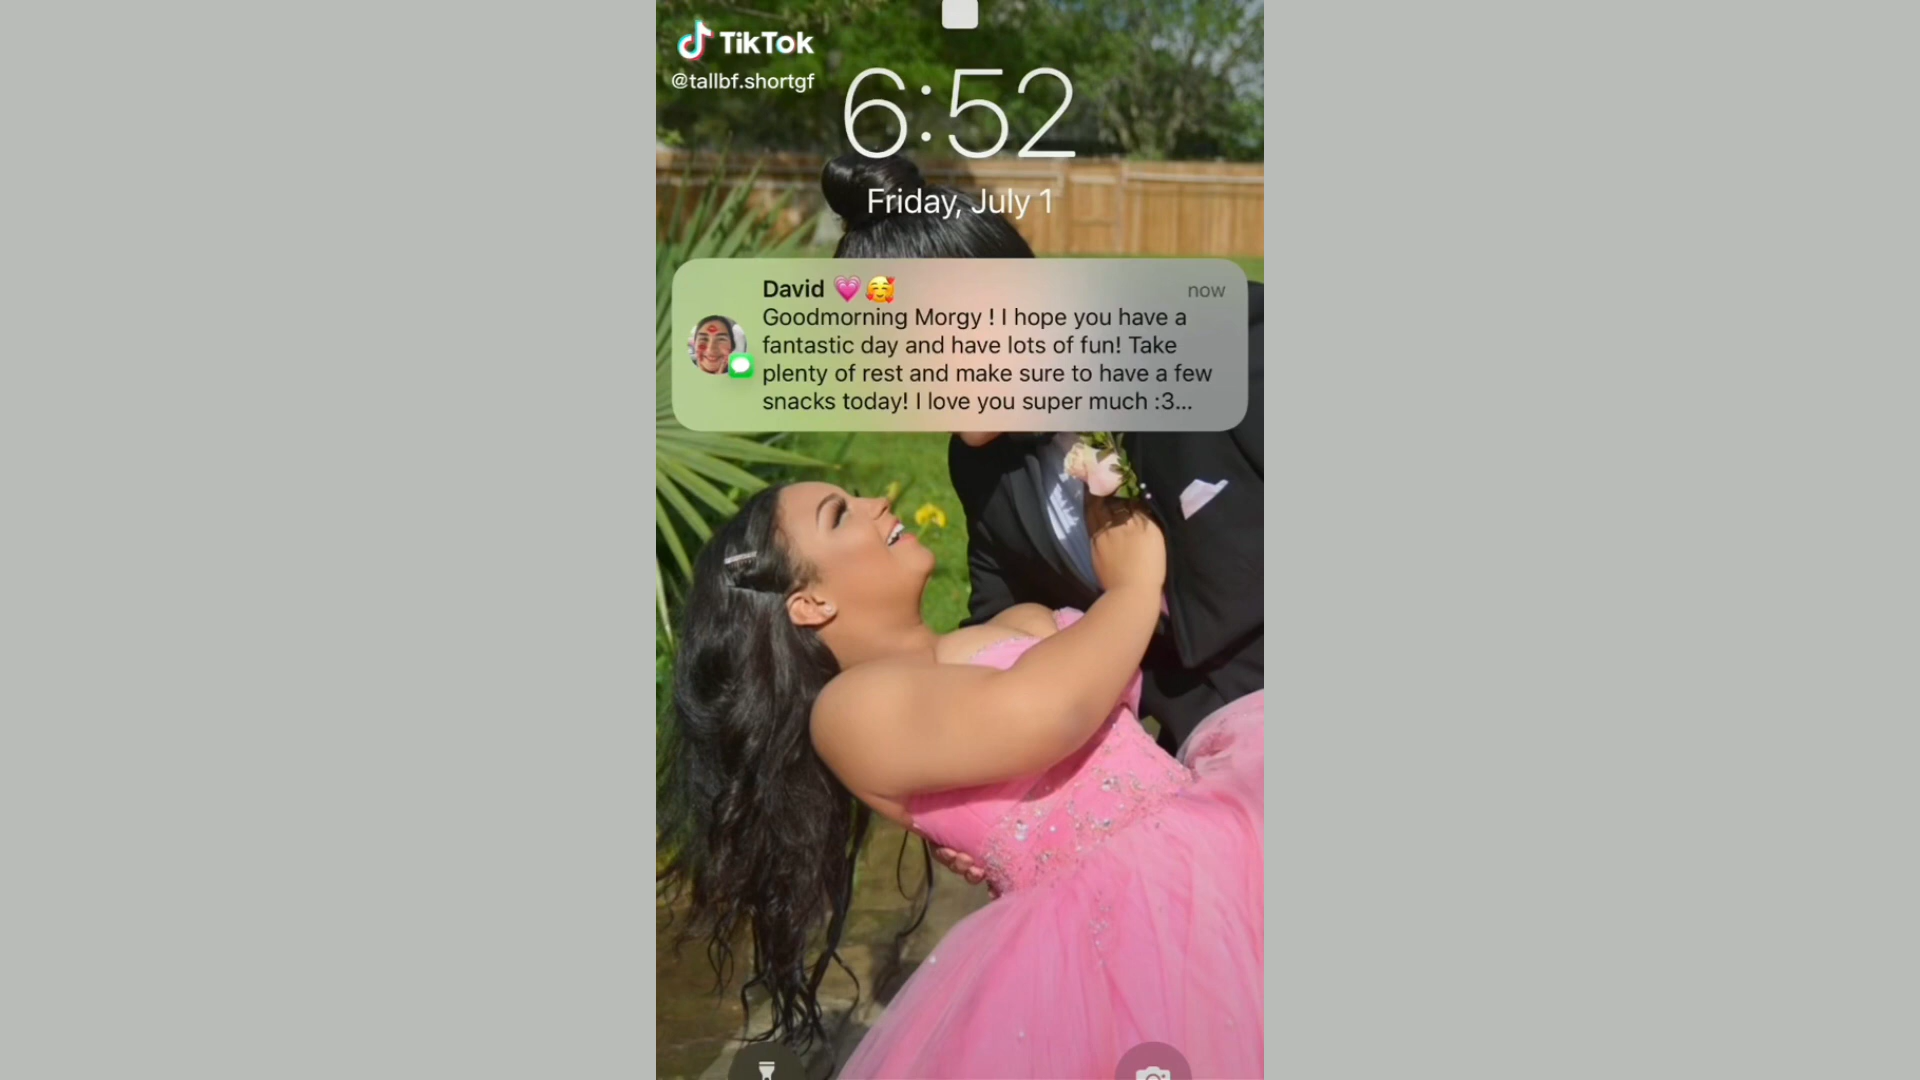 TikTok
@tallbf.shortgf
6:52
Friday, July 1
David 💗🥰
now
Goodmorning Morgy ! I hope you have a
fantastic day and have lots of fun! Take
plenty of rest and make sure to have a few
snacks today! I love you super much :3...